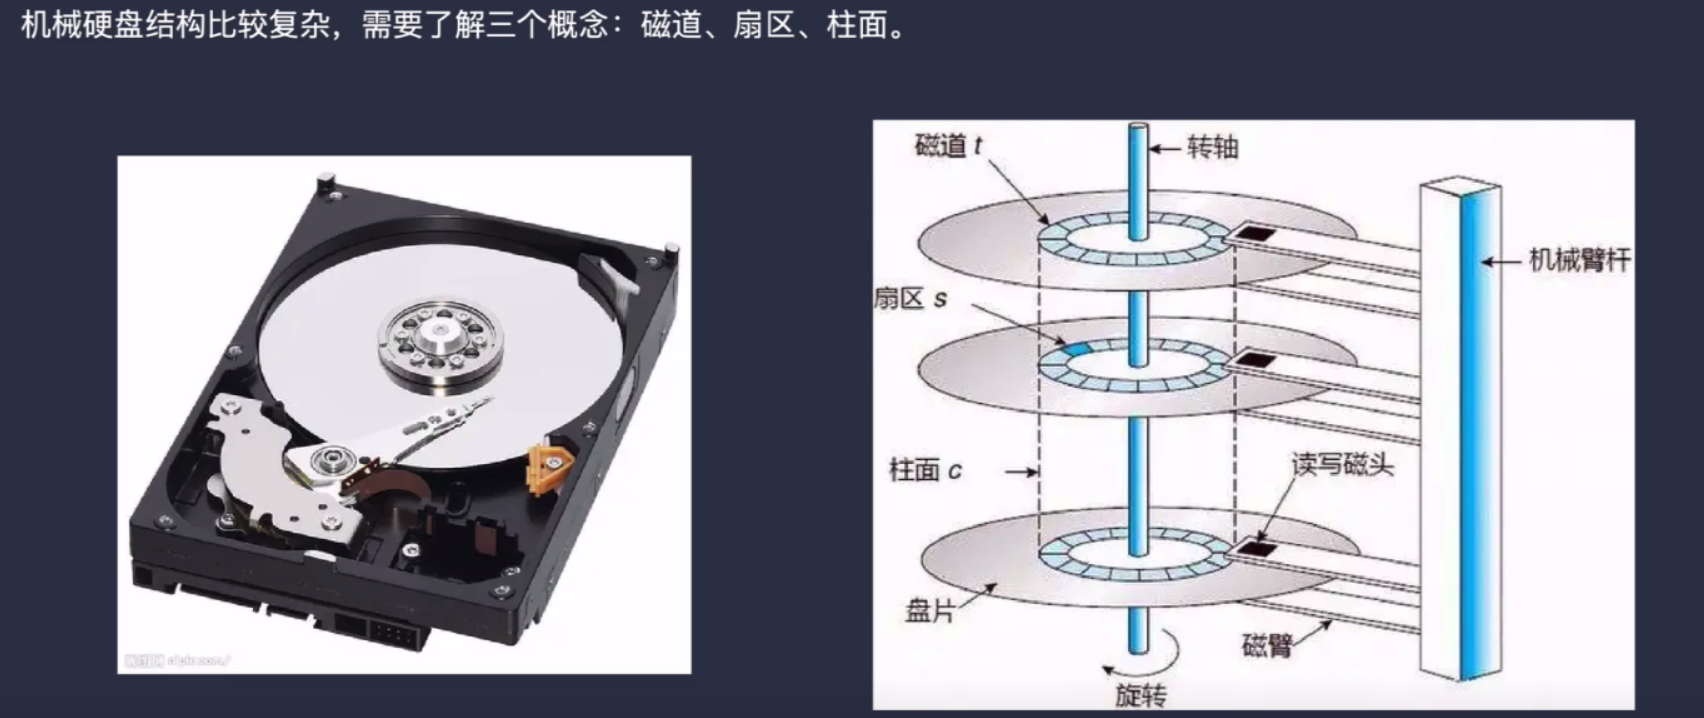 机械硬盘结构比较复杂，需要了解三个概念：磁道、扇区、柱面。
磁道 t
转轴
机械臂杆
扇区 s
柱面 c
读写磁头
盘片
磁臂
旋转